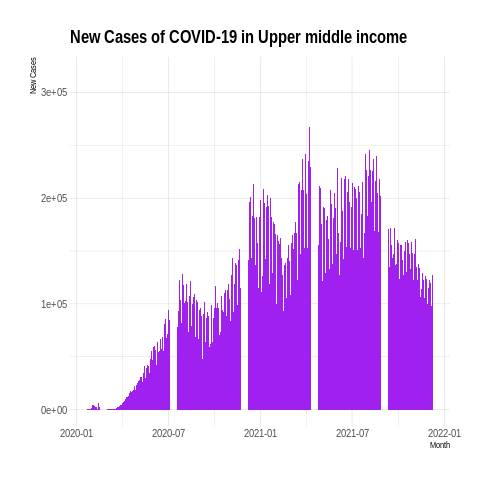 New Cases of COVID-19 in Upper middle income
New Cases
3e+05
2e+05
1e+05
0e+00
2020-01 2020-07 2021-01 2021-07 2022-01
Month